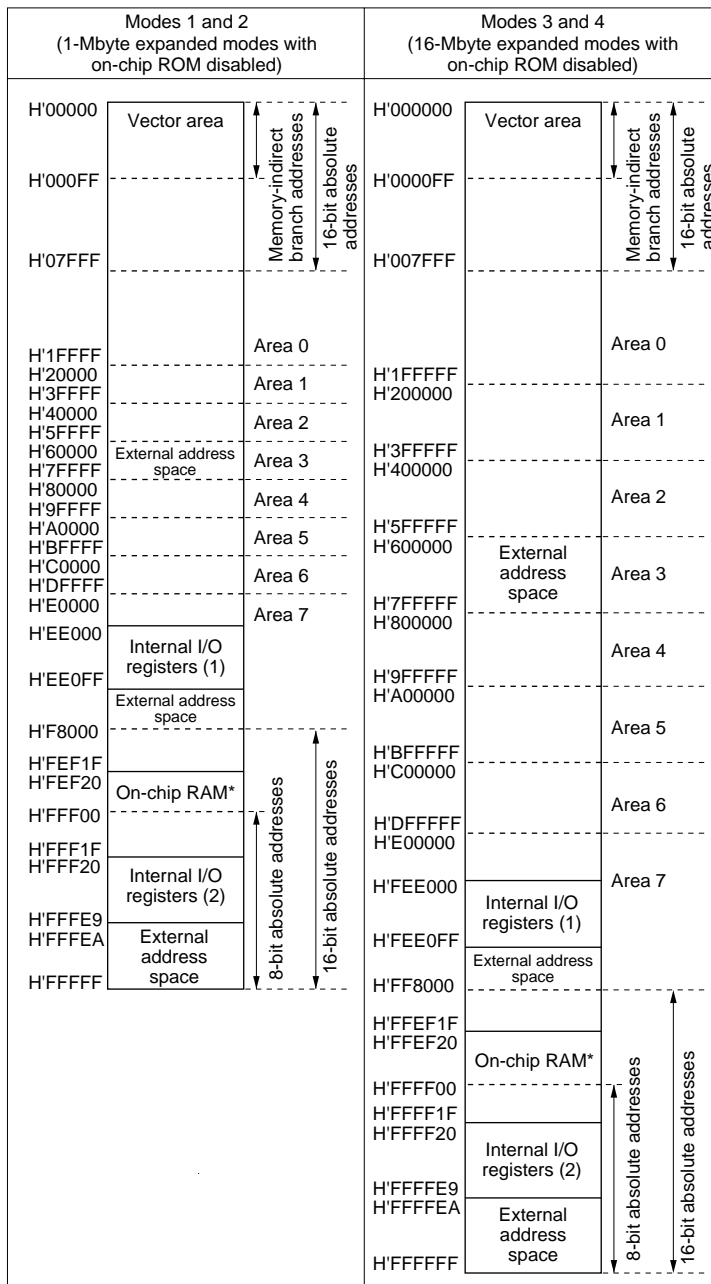 Modes 1 and 2
(1-Mbyte expanded modes with
on-chip ROM disabled)
H'00000
Vector area
H'000FF
H'07FFF
Memory-indirect
branch addresses
16-bit absolute
addresses
H'1FFFF
Area 0
H'20000
H'3FFFF
Area 1
H'40000
H'5FFFF
Area 2
H'60000
H'7FFFF
External address
space
Area 3
H'80000
H'9FFFF
Area 4
H'A0000
H'BFFFF
Area 5
H'C0000
H'DFFFF
Area 6
H'E0000
Area 7
H'EE000
Internal I/O
registers (1)
H'EE0FF
External address
space
H'F8000
H'FEF1F
H'FEF20
On-chip RAM*
H'FFF00
H'FFF1F
H'FFF20
Internal I/O
registers (2)
H'FFFE9
H'FFFEA
External
address
space
H'FFFFF
8-bit absolute addresses
16-bit absolute addresses
Modes 3 and 4
(16-Mbyte expanded modes with
on-chip ROM disabled)
H'000000
Vector area
H'0000FF
H'007FFF
Memory-indirect
branch addresses
16-bit absolute
addresses
Area 0
H'1FFFFF
H'200000
Area 1
H'3FFFFF
H'400000
Area 2
H'5FFFFF
H'600000
External
address
space
Area 3
H'7FFFFF
H'800000
Area 4
H'9FFFFF
H'A00000
Area 5
H'BFFFFF
H'C00000
Area 6
H'DFFFFF
H'E00000
Area 7
H'FEE000
Internal I/O
registers (1)
H'FEE0FF
External address
space
H'FF8000
H'FFEF1F
H'FFEF20
On-chip RAM*
H'FFFF00
H'FFFF1F
H'FFFF20
Internal I/O
registers (2)
H'FFFFE9
H'FFFFEA
External
address
space
H'FFFFFF
8-bit absolute addresses
16-bit absolute addresses